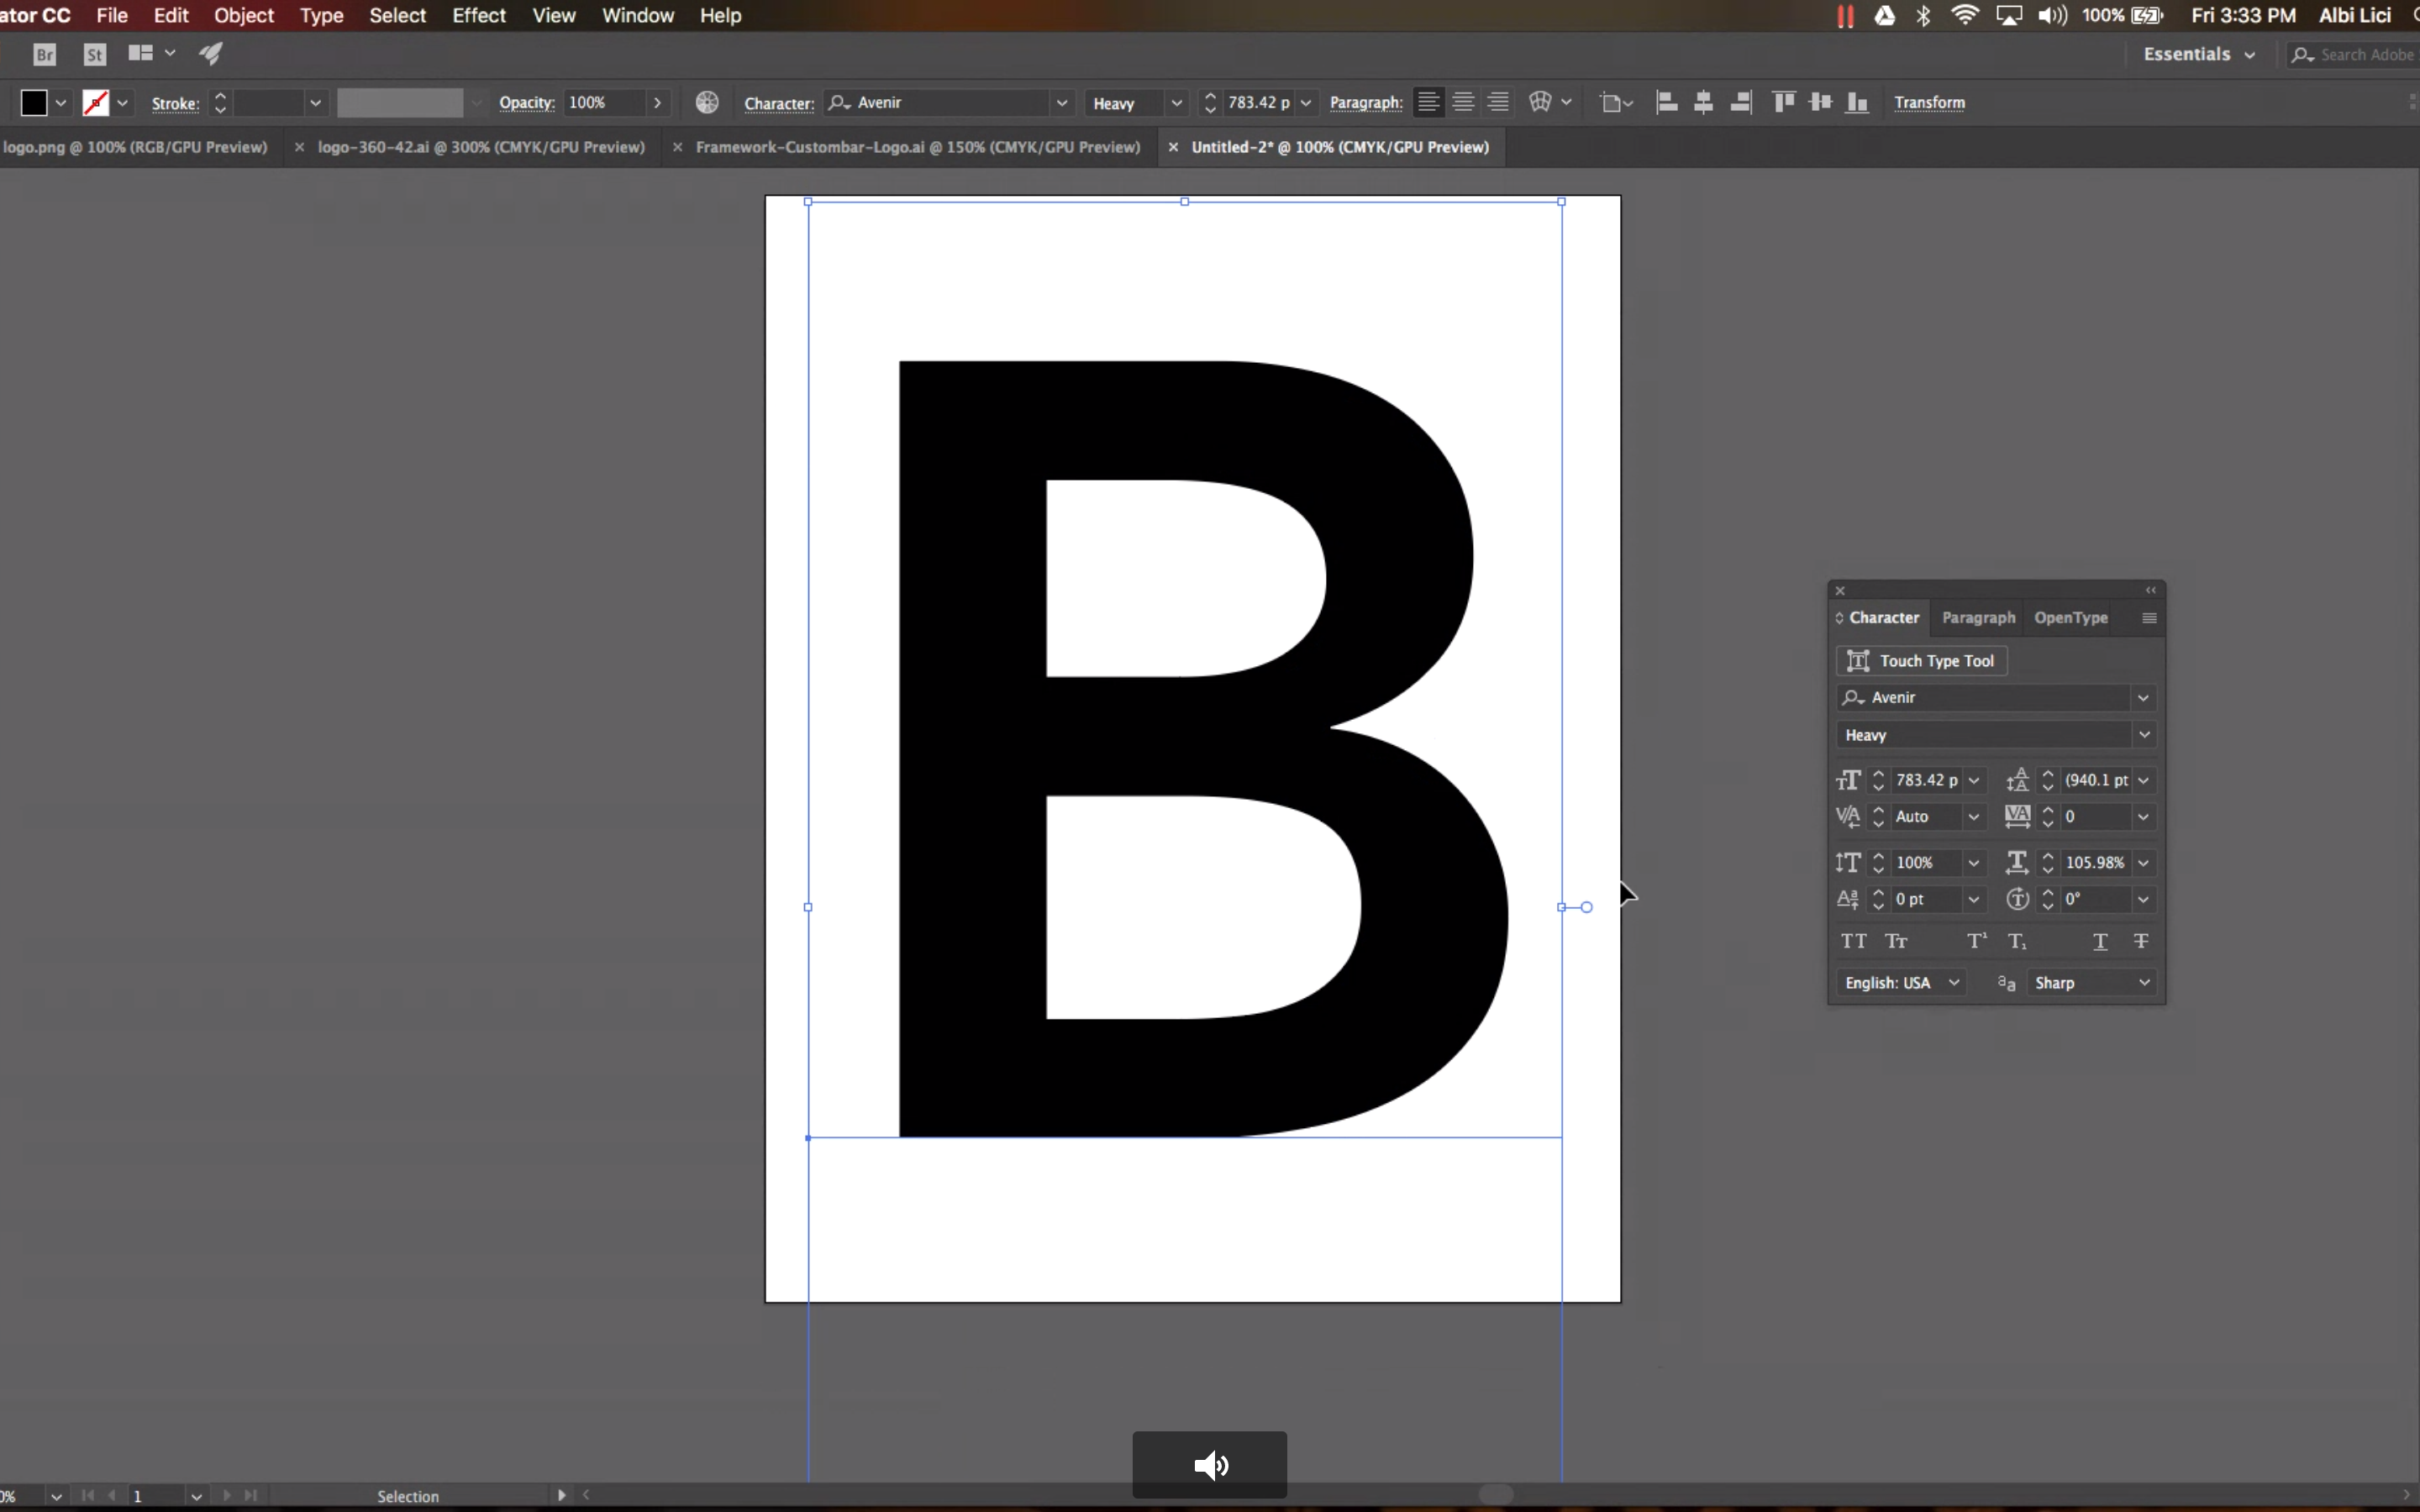 ator CC File Edit Object Type Select Effect View Window Help 100% Fri 3:33 PM Albi Lici
Br St Essentials Search Adobe
Stroke: Opacity: 100% Character: Avenir Heavy 783.42 p Paragraph: Transform
logo.png @ 100% (RGB/GPU Preview) × logo-360-42.ai @ 300% (CMYK/GPU Preview) × Framework-Custombar-Logo.ai @ 150% (CMYK/GPU Preview) × Untitled-2* @ 100% (CMYK/GPU Preview)
B
Character Paragraph OpenType
Touch Type Tool
Avenir
Heavy
783.42 p (940.1 pt
Auto 0
100% 105.98%
0 pt 0°
TT Tт T¹ T₁ T T
English: USA aa Sharp
0% 1 Selection